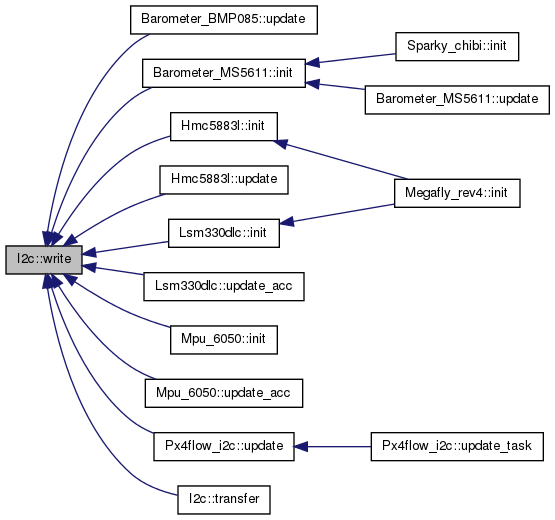 Barometer_BMP085::update
Sparky_chibi::init
Barometer_MS5611::init
Barometer_MS5611::update
Hmc5883l::init
Hmc5883l::update
Megafly_rev4::init
Lsm330dlc::init
I2c::write
Lsm330dlc::update_acc
Mpu_6050::init
Mpu_6050::update_acc
Px4flow_i2c::update
Px4flow_i2c::update_task
I2c::transfer